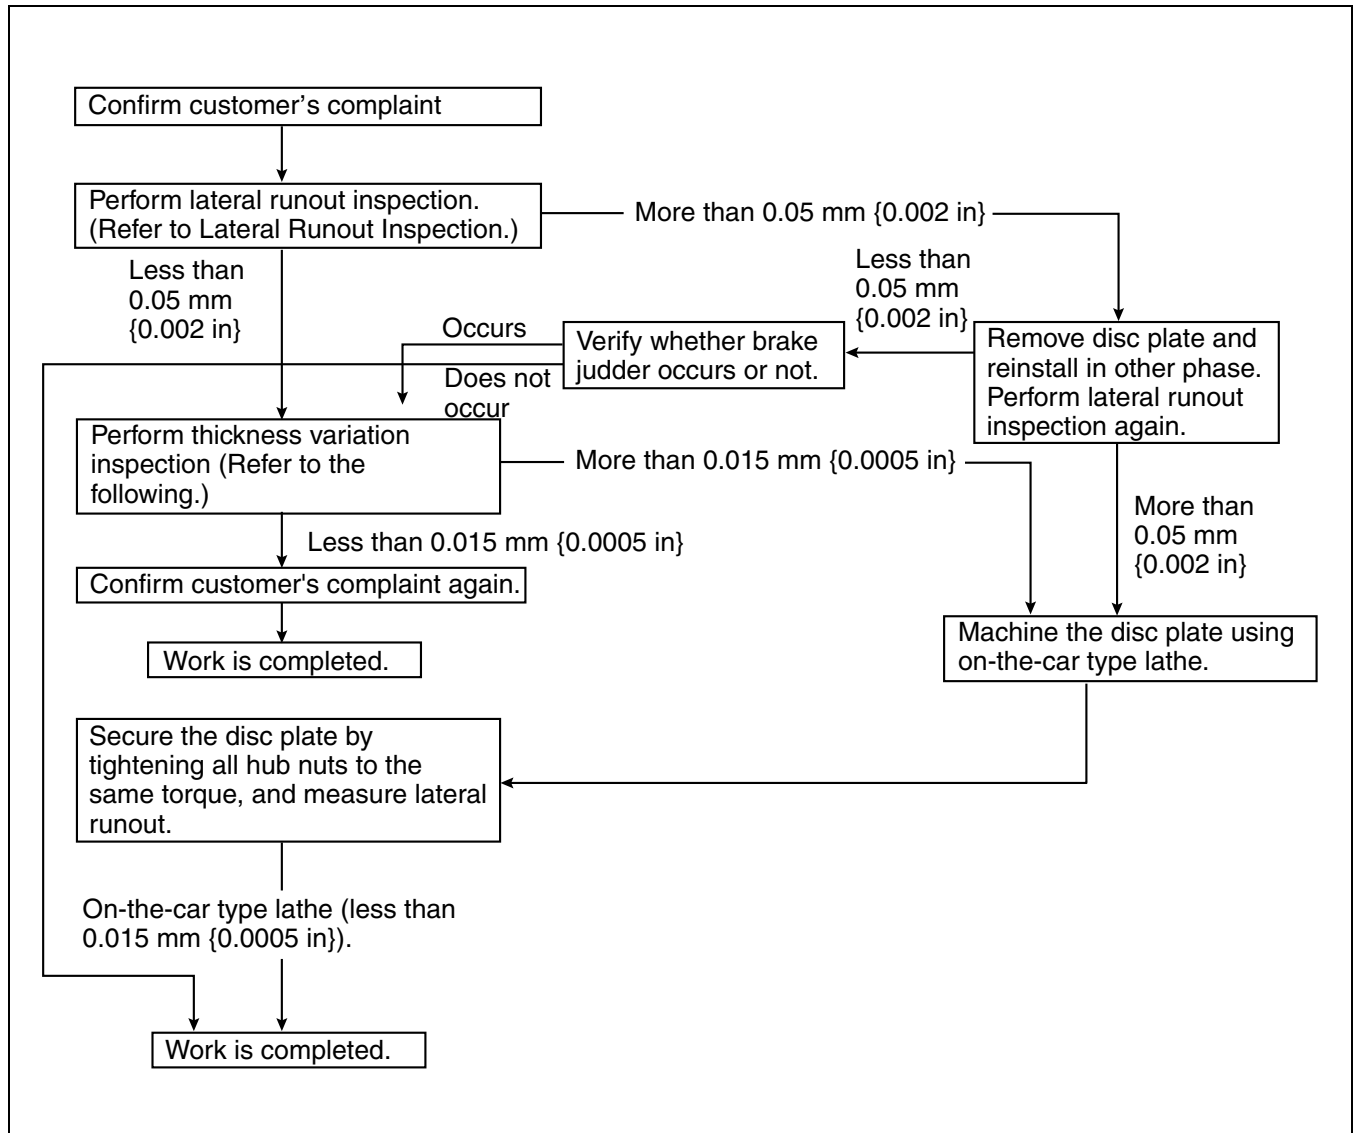 Confirm customer’s complaint
Perform lateral runout inspection.
(Refer to Lateral Runout Inspection.)
More than 0.05 mm {0.002 in}
Less than
0.05 mm
{0.002 in}
Less than
0.05 mm
{0.002 in}
Remove disc plate and
reinstall in other phase.
Perform lateral runout
inspection again.
Verify whether brake
judder occurs or not.
Occurs
Does not
occur
Perform thickness variation
inspection (Refer to the
following.)
More than 0.015 mm {0.0005 in}
More than
0.05 mm
{0.002 in}
Less than 0.015 mm {0.0005 in}
Confirm customer's complaint again.
Work is completed.
Machine the disc plate using
on-the-car type lathe.
Secure the disc plate by
tightening all hub nuts to the
same torque, and measure lateral
runout.
On-the-car type lathe (less than
0.015 mm {0.0005 in}).
Work is completed.